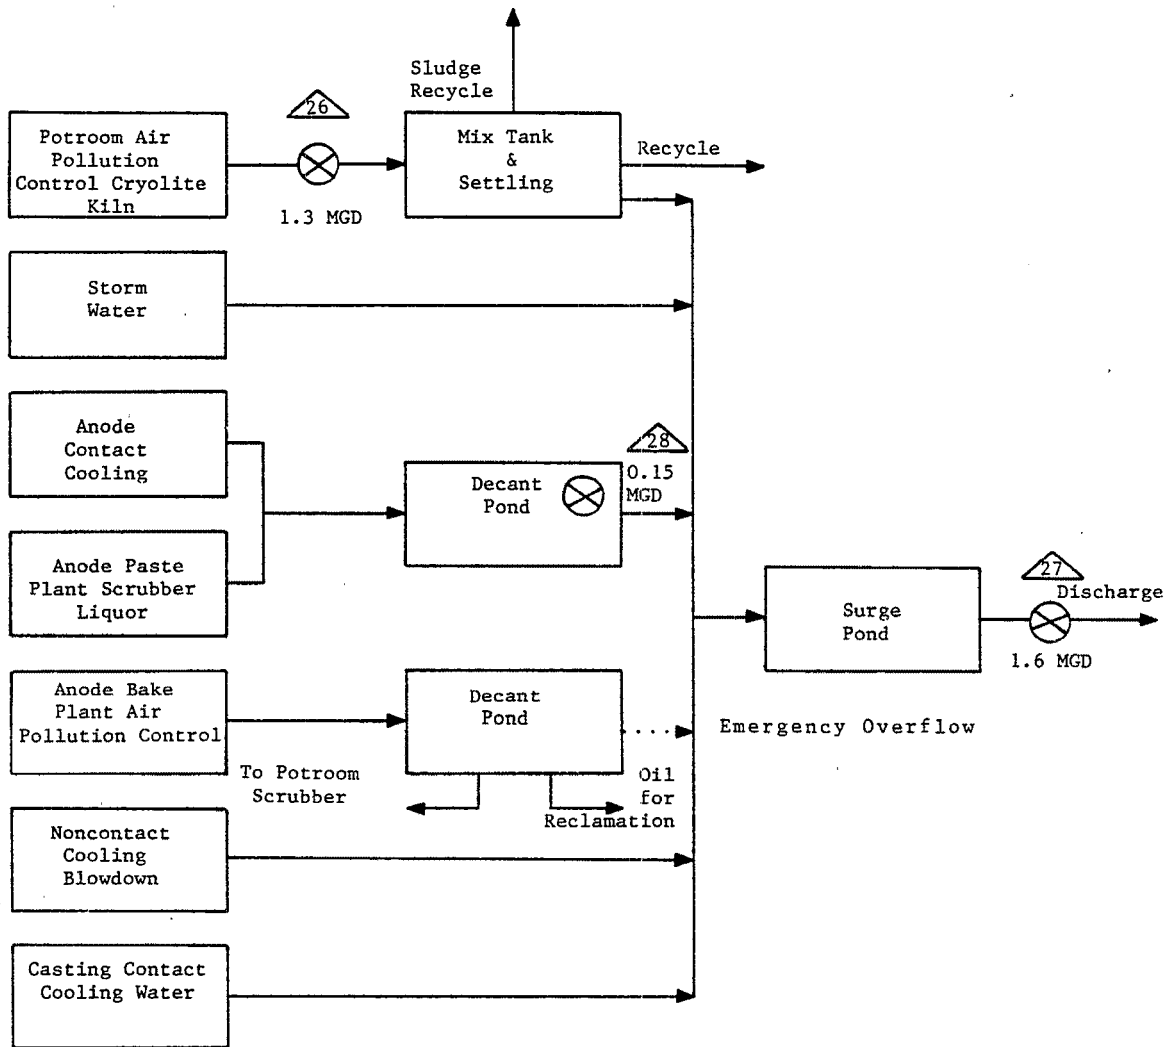 Sludge
Recycle
26
Potroom Air
Pollution
Control Cryolite
Kiln
1.3 MGD
Mix Tank
&
Settling
Recycle
Storm
Water
Anode
Contact
Cooling
Decant
Pond
28
0.15
MGD
Anode Paste
Plant Scrubber
Liquor
Surge
Pond
27
Discharge
1.6 MGD
Anode Bake
Plant Air
Pollution Control
Decant
Pond
Emergency Overflow
To Potroom
Scrubber
Oil
for
Reclamation
Noncontact
Cooling
Blowdown
Casting Contact
Cooling Water